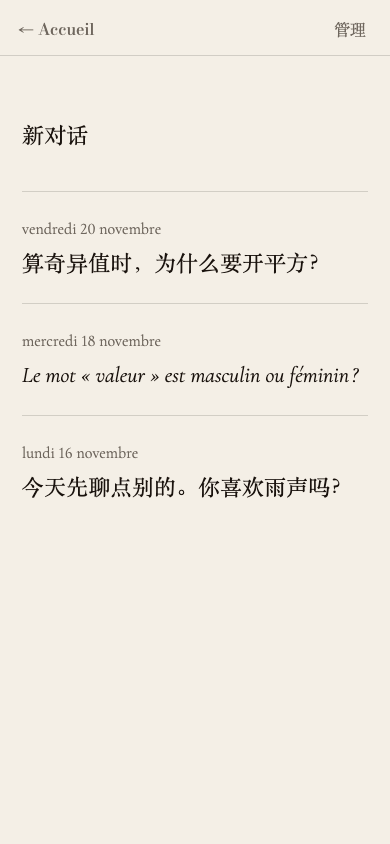 ← Accueil
管理
新对话
vendredi 20 novembre
算奇异值时，为什么要开平方？
mercredi 18 novembre
Le mot « valeur » est masculin ou féminin ?
lundi 16 novembre
今天先聊点别的。你喜欢雨声吗？